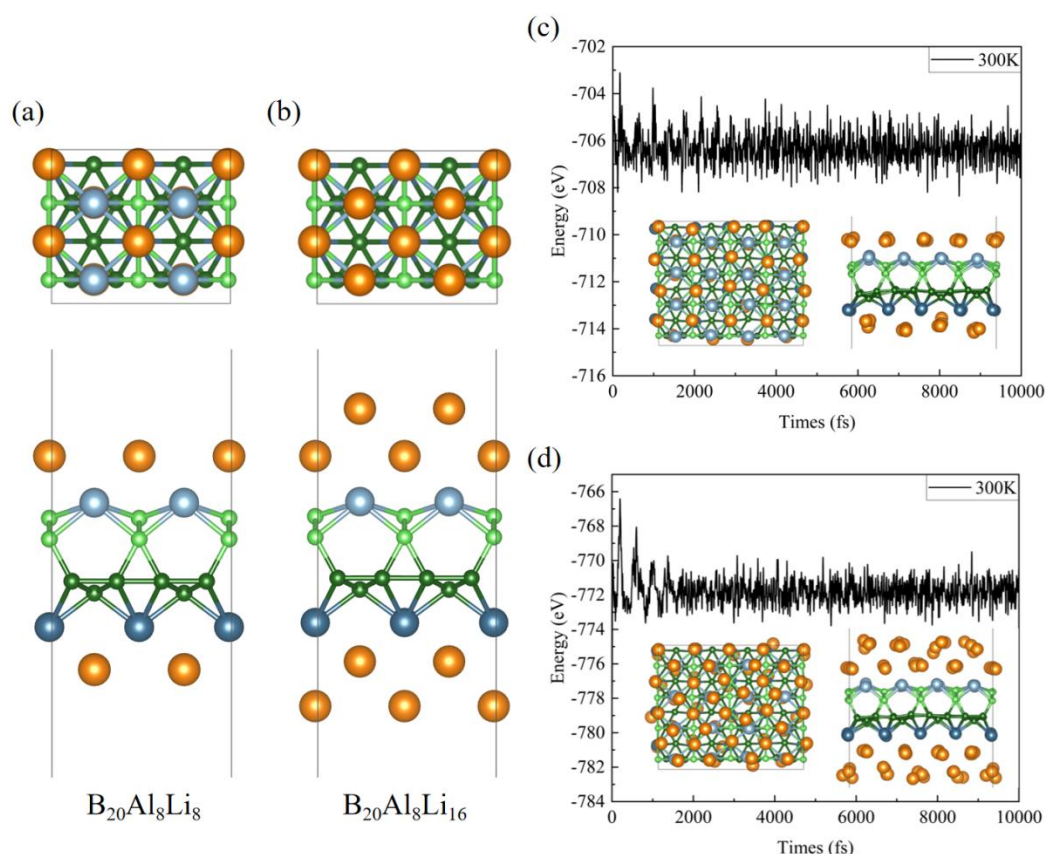 (a)
(b)
B₂₀Al₈Li₈
B₂₀Al₈Li₁₆
(c)
300K
Energy (eV)
-702
-704
-706
-708
-710
-712
-714
-716
0 2000 4000 6000 8000 10000
Times (fs)
(d)
300K
Energy (eV)
-766
-768
-770
-772
-774
-776
-778
-780
-782
-784
0 2000 4000 6000 8000 10000
Times (fs)